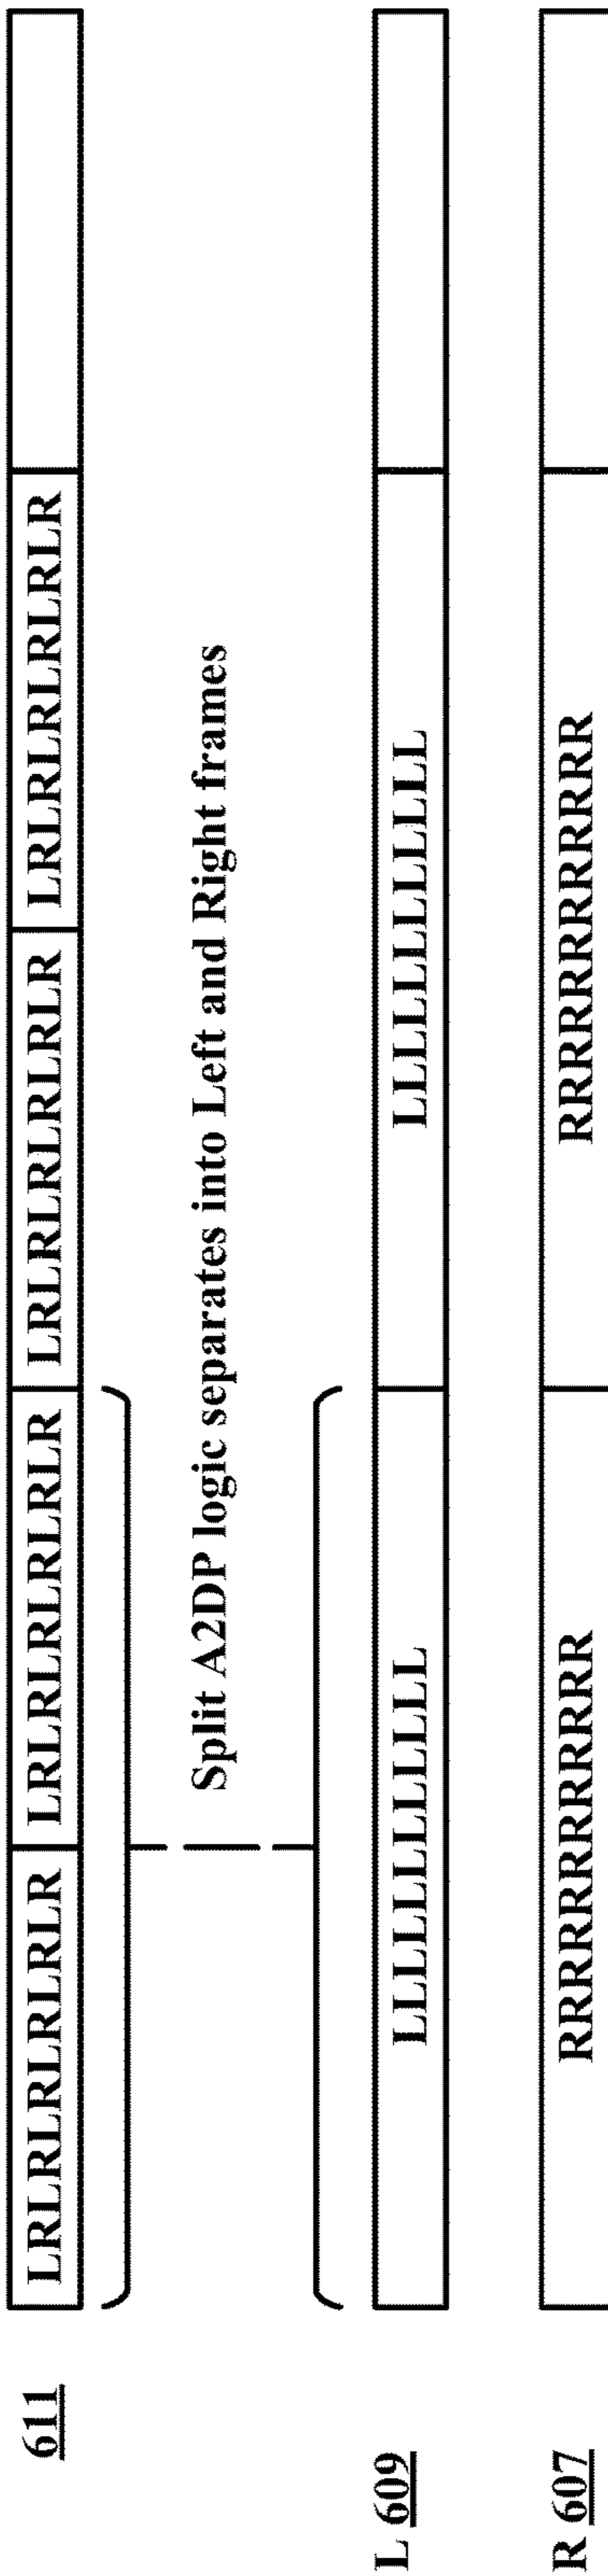 611 LRLRLRLRLRLR LRLRLRLRLRLR LRLRLRLRLRLR LRLRLRLRLRLR
Split A2DP logic separates into Left and Right frames
L 609 LLLLLLLLLLLL LLLLLLLLLLLL
R 607 RRRRRRRRRRRR RRRRRRRRRRRR